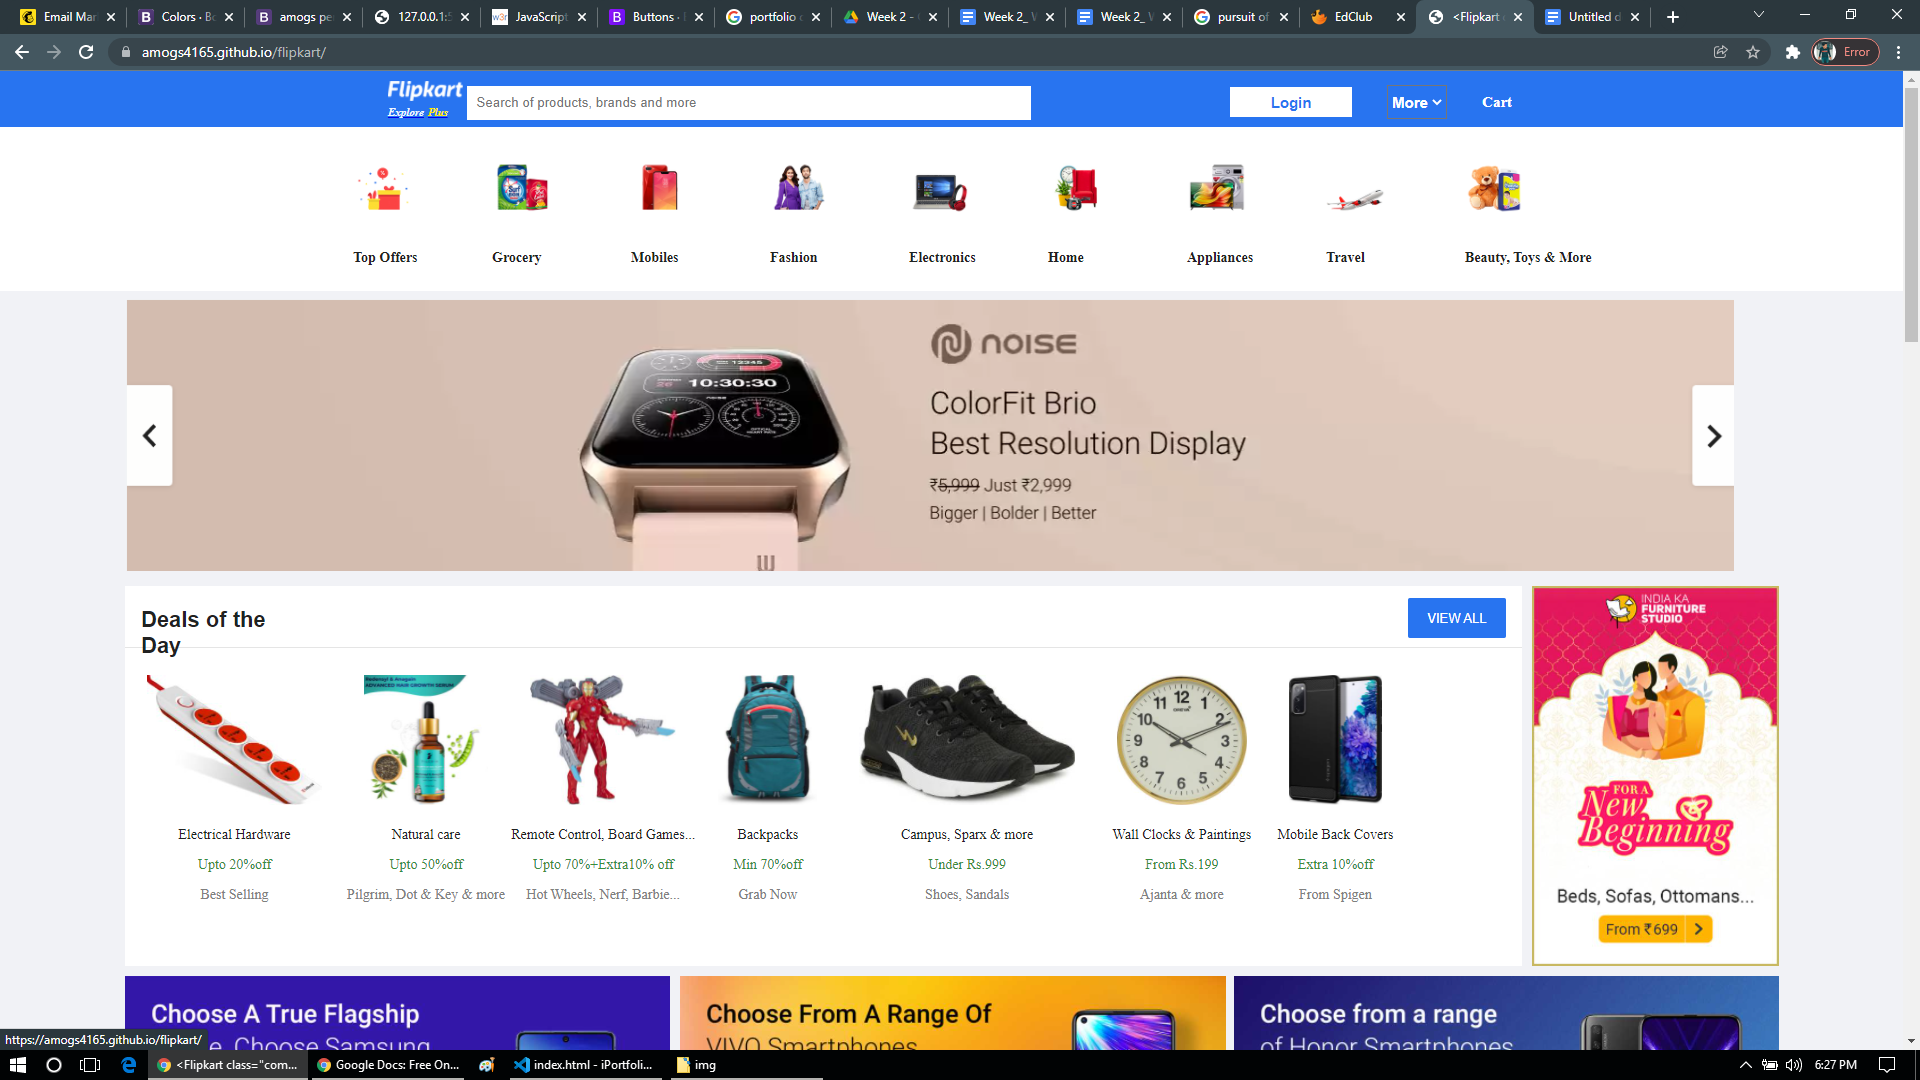 Email Mar
Colors · Bo
amogs pe
127.0.0.1:5
JavaScript
Buttons ·
portfolio
Week 2 -
Week 2_
Week 2_
pursuit of
EdClub
<Flipkart
Untitled d
amogs4165.github.io/flipkart/
Error
Flipkart
Explore Plus
Search of products, brands and more
Login
More
Cart
Top Offers
Grocery
Mobiles
Fashion
Electronics
Home
Appliances
Travel
Beauty, Toys & More
noise
ColorFit Brio
Best Resolution Display
₹5,999 Just ₹2,999
Bigger | Bolder | Better
Deals of the
Day
VIEW ALL
Electrical Hardware
Upto 20%off
Best Selling
Natural care
Upto 50%off
Pilgrim, Dot & Key & more
Remote Control, Board Games...
Upto 70%+Extra10% off
Hot Wheels, Nerf, Barbie...
Backpacks
Min 70%off
Grab Now
Campus, Sparx & more
Under Rs.999
Shoes, Sandals
Wall Clocks & Paintings
From Rs.199
Ajanta & more
Mobile Back Covers
Extra 10%off
From Spigen
INDIA KA
FURNITURE
STUDIO
FOR A
New
Beginning
Beds, Sofas, Ottomans...
From ₹699
Choose A True Flagship
e, Choose Samsung
Choose From A Range Of
VIVO Smartphones
Choose from a range
of Honor Smartphones
https://amogs4165.github.io/flipkart/
<Flipkart class="com...
Google Docs: Free On...
index.html - iPortfoli...
img
6:27 PM